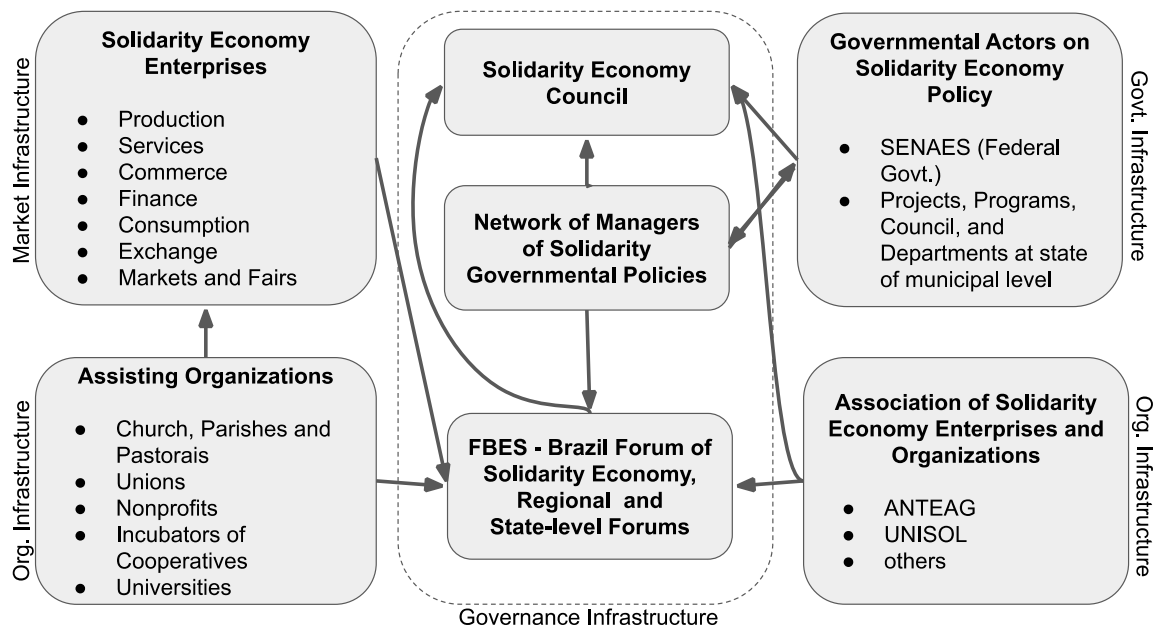 Market Infrastructure
Solidarity Economy
Enterprises
● Production
● Services
● Commerce
● Finance
● Consumption
● Exchange
● Markets and Fairs
Org. Infrastructure
Assisting Organizations
● Church, Parishes and
Pastorais
● Unions
● Nonprofits
● Incubators of
Cooperatives
● Universities
Solidarity Economy
Council
Network of Managers
of Solidarity
Governmental Policies
FBES - Brazil Forum of
Solidarity Economy,
Regional and
State-level Forums
Governance Infrastructure
Governmental Actors on
Solidarity Economy
Policy
● SENAES (Federal
Govt.)
● Projects, Programs,
Council, and
Departments at state
of municipal level
Govt. Infrastructure
Association of Solidarity
Economy Enterprises and
Organizations
● ANTEAG
● UNISOL
● others
Org. Infrastructure